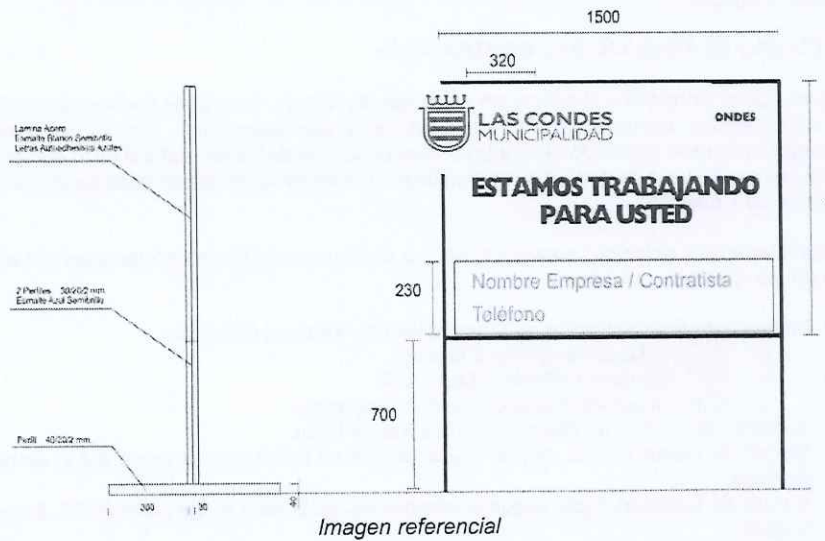 1500
320
Lamina Acero
Esmalte Blanco Semibrillo
Letras Autoadhesivas Azules
LAS CONDES
MUNICIPALIDAD
ONDES
ESTAMOS TRABAJANDO
PARA USTED
2 Perfiles 50/20/2 mm.
Esmalte Azul Semibrillo
230
Nombre Empresa / Contratista
Teléfono
700
Perfil 40/20/2 mm.
300
40
Imagen referencial